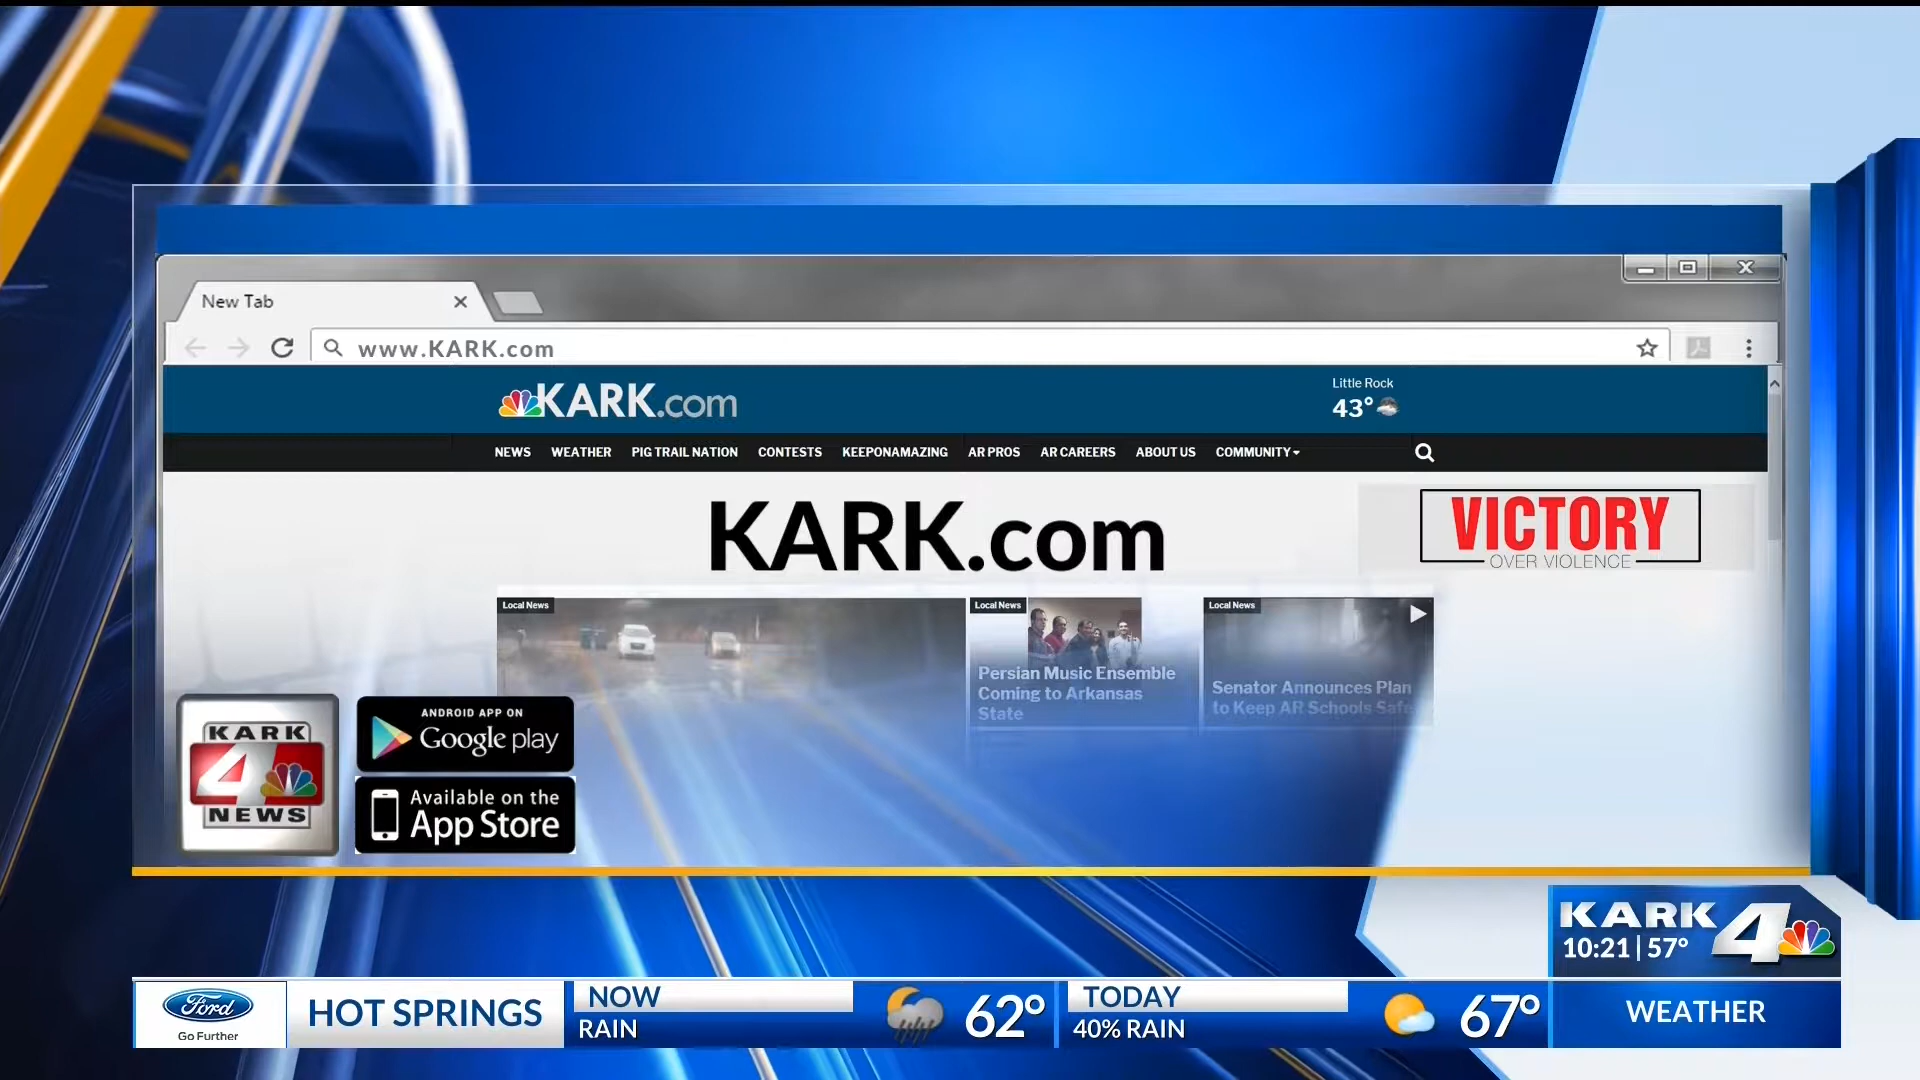 New Tab
www.KARK.com
KARK.com
Little Rock
43°
NEWS WEATHER PIG TRAIL NATION CONTESTS KEEPONAMAZING AR PROS AR CAREERS ABOUT US COMMUNITY
KARK.com
VICTORY
OVER VIOLENCE
Local News
Local News
Persian Music Ensemble
Coming to Arkansas
State
Local News
Senator Announces Plan
to Keep AR Schools Safe
KARK
4
NEWS
ANDROID APP ON
Google play
Available on the
App Store
KARK 4
10:21 | 57°
Ford
Go Further
HOT SPRINGS
NOW
RAIN
62°
TODAY
40% RAIN
67°
WEATHER